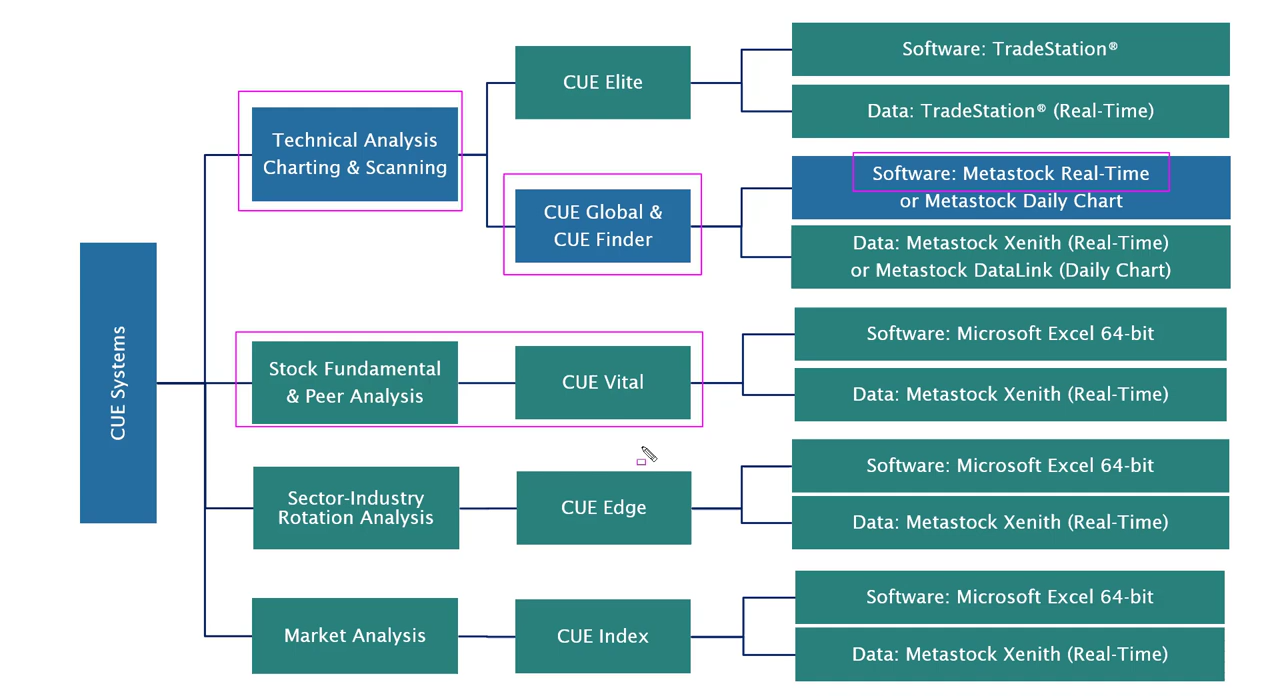 CUE Systems
Technical Analysis
Charting & Scanning
CUE Elite
Software: TradeStation®
Data: TradeStation® (Real-Time)
CUE Global &
CUE Finder
Software: Metastock Real-Time
or Metastock Daily Chart
Data: Metastock Xenith (Real-Time)
or Metastock DataLink (Daily Chart)
Stock Fundamental
& Peer Analysis
CUE Vital
Software: Microsoft Excel 64-bit
Data: Metastock Xenith (Real-Time)
Sector-Industry
Rotation Analysis
CUE Edge
Software: Microsoft Excel 64-bit
Data: Metastock Xenith (Real-Time)
Market Analysis
CUE Index
Software: Microsoft Excel 64-bit
Data: Metastock Xenith (Real-Time)